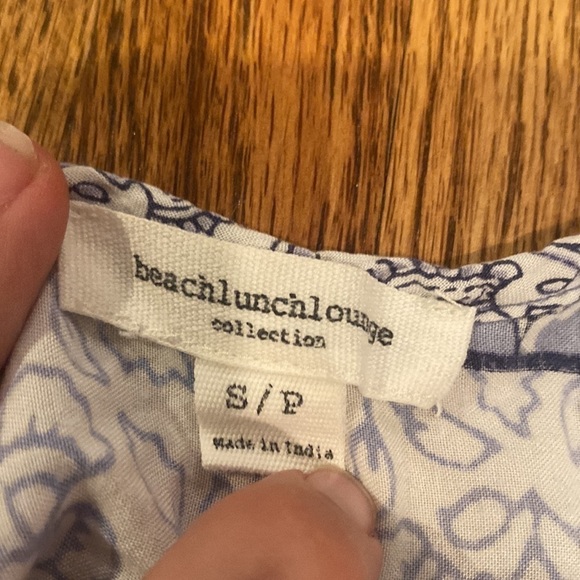 beachlunchlounge
collection
S/P
made in India